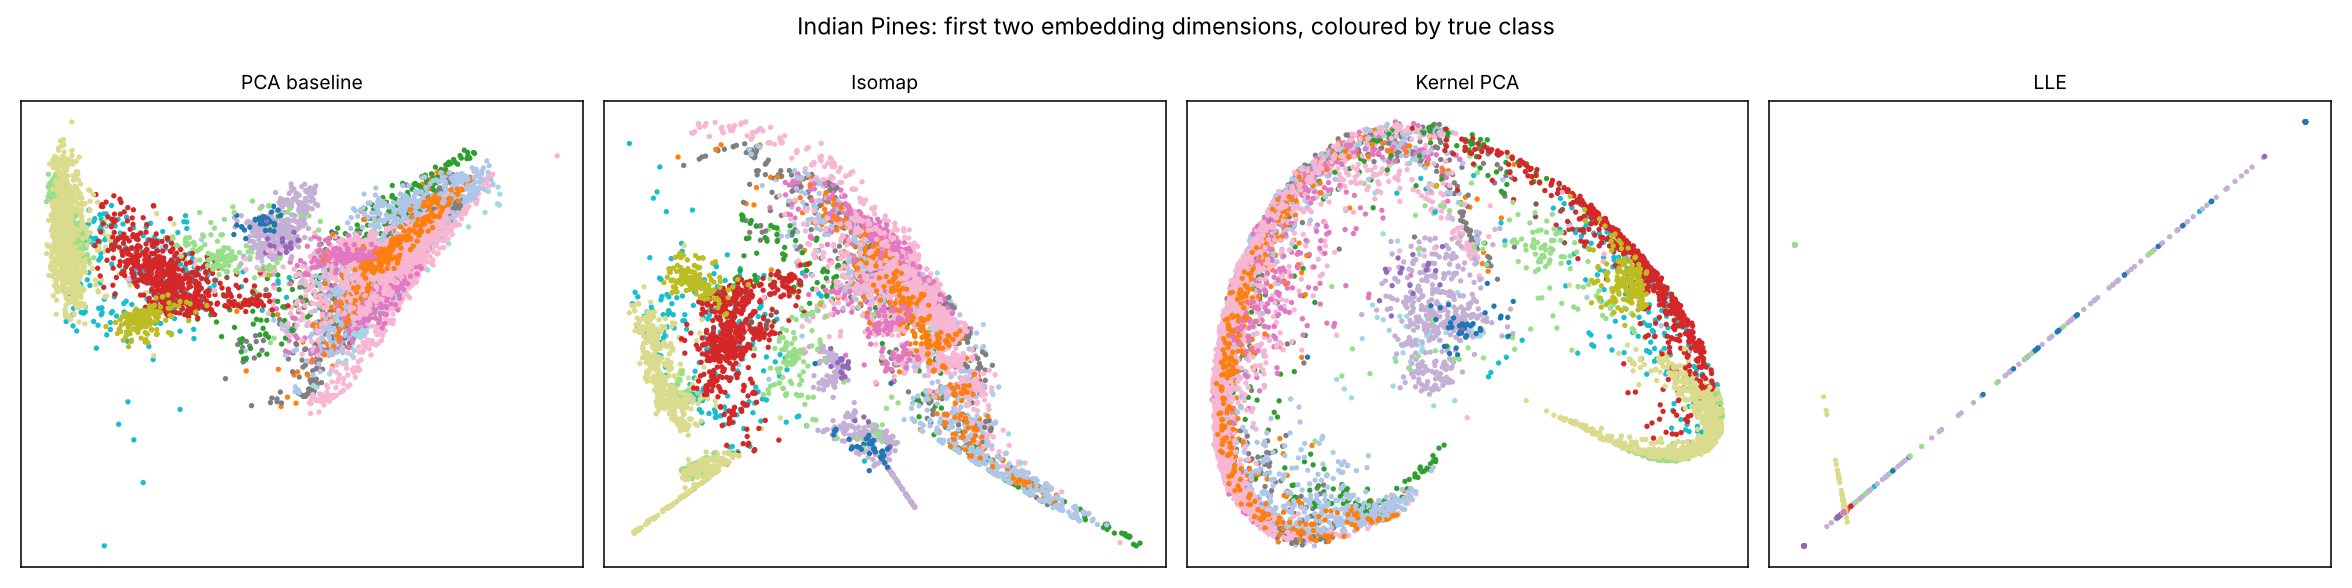 Indian Pines: first two embedding dimensions, coloured by true class
PCA baseline
Isomap
Kernel PCA
LLE